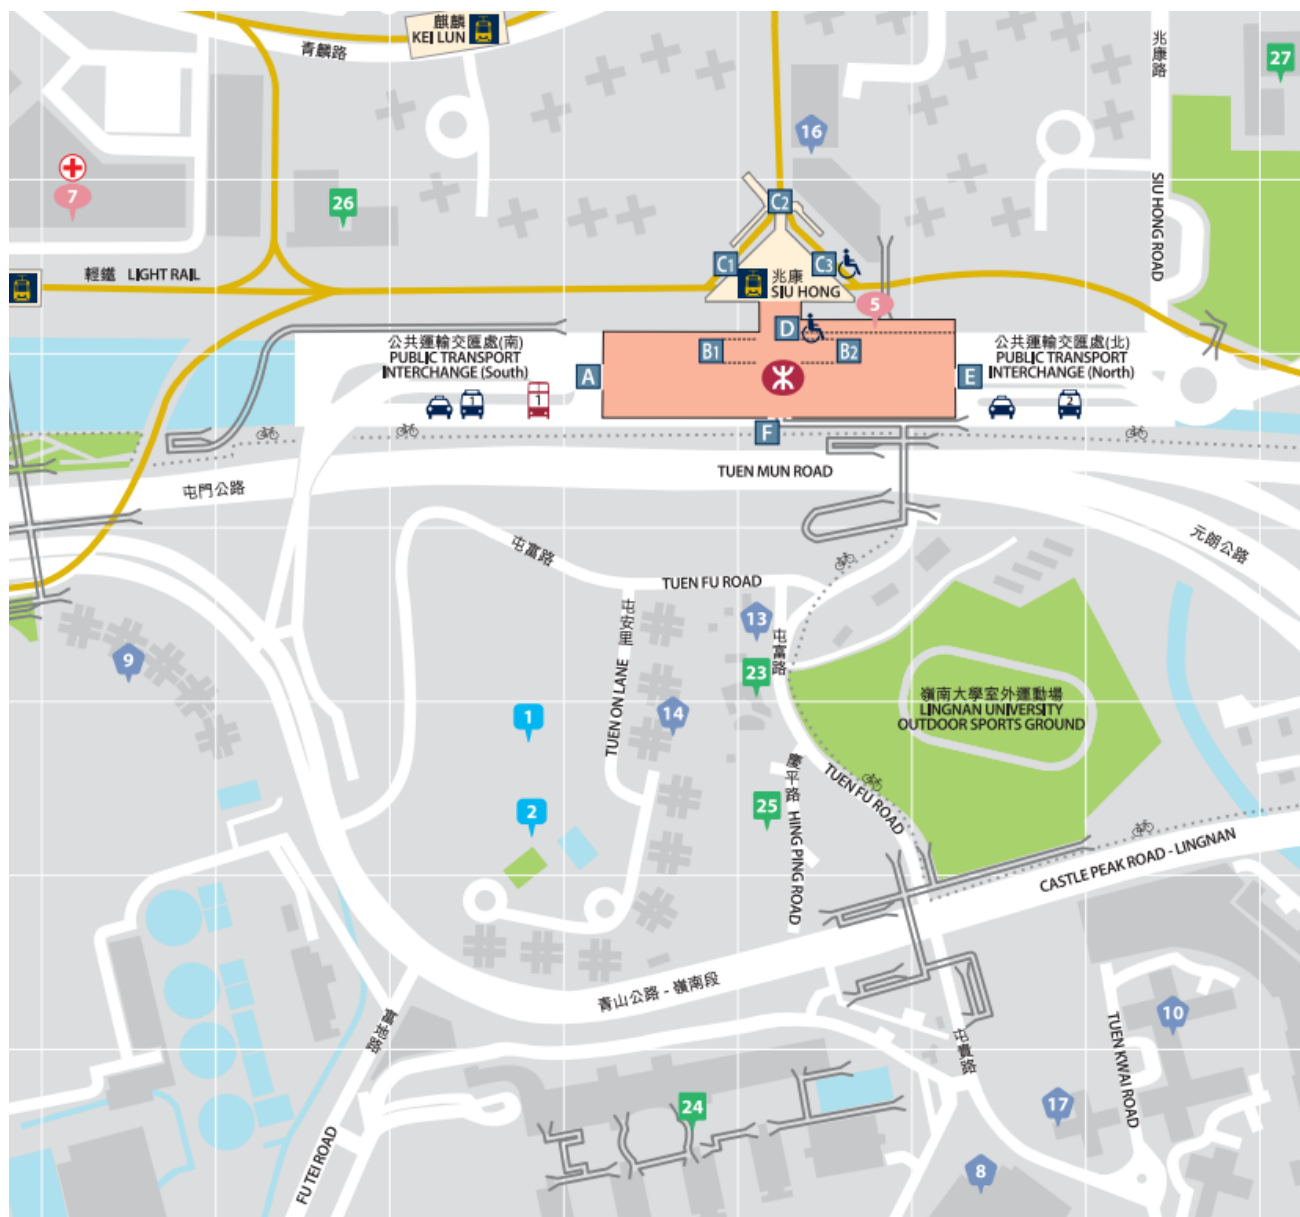 麒麟
KEI LUN
青麟路
兆康路
27
16
7
26
C2
SIU HONG ROAD
輕鐵 LIGHT RAIL
C1
C3
兆康
SIU HONG
5
D
公共運輸交匯處(南)
PUBLIC TRANSPORT
INTERCHANGE (South)
B1
B2
公共運輸交匯處(北)
PUBLIC TRANSPORT
INTERCHANGE (North)
A
E
1
1
2
F
TUEN MUN ROAD
屯門公路
元朗公路
屯富路
TUEN FU ROAD
屯安里
13
屯富路
9
23
TUEN ON LANE
嶺南大學室外運動場
LINGNAN UNIVERSITY
OUTDOOR SPORTS GROUND
1
14
慶平路 HING PING ROAD
TUEN FU ROAD
2
25
CASTLE PEAK ROAD - LINGNAN
青山公路 - 嶺南段
10
屯貴路
TUEN KWAI ROAD
24
17
FU TEI ROAD
8